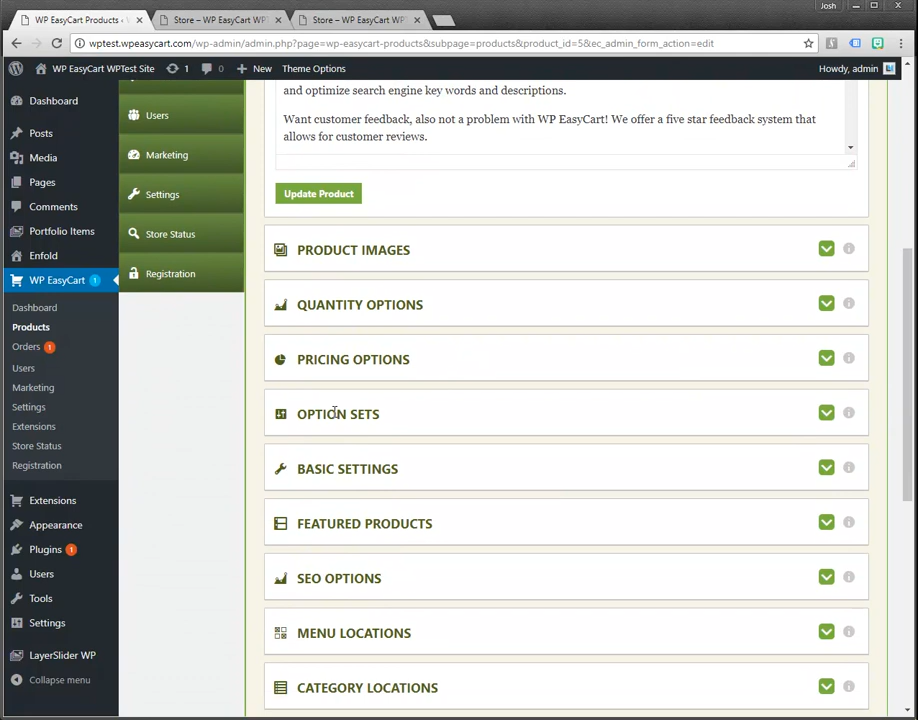 WP EasyCart Products ‹
Store – EasyCart WPTest
Store – EasyCart WPTest
Josh
wptest.wpeasycart.com/wp-admin/admin.php?page=wp-easycart-products&subpage=products&product_id=5&ec_admin_form_action=edit
WP EasyCart WPTest Site
1
0
+ New
Theme Options
Howdy, admin
Dashboard
Posts
Media
Pages
Comments
Portfolio Items
Enfold
WP EasyCart 1
Dashboard
Products
Orders 1
Users
Marketing
Settings
Extensions
Store Status
Registration
Extensions
Appearance
Plugins 1
Users
Tools
Settings
LayerSlider WP
Collapse menu
Users
Marketing
Settings
Store Status
Registration
and optimize search engine key words and descriptions.
Want customer feedback, also not a problem with WP EasyCart! We offer a five star feedback system that
allows for customer reviews.
Update Product
PRODUCT IMAGES
QUANTITY OPTIONS
PRICING OPTIONS
OPTION SETS
BASIC SETTINGS
FEATURED PRODUCTS
SEO OPTIONS
MENU LOCATIONS
CATEGORY LOCATIONS